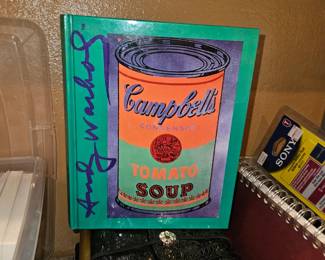 Andy Warhol
Campbell's
CONDENSED
TOMATO
SOUP
SONY